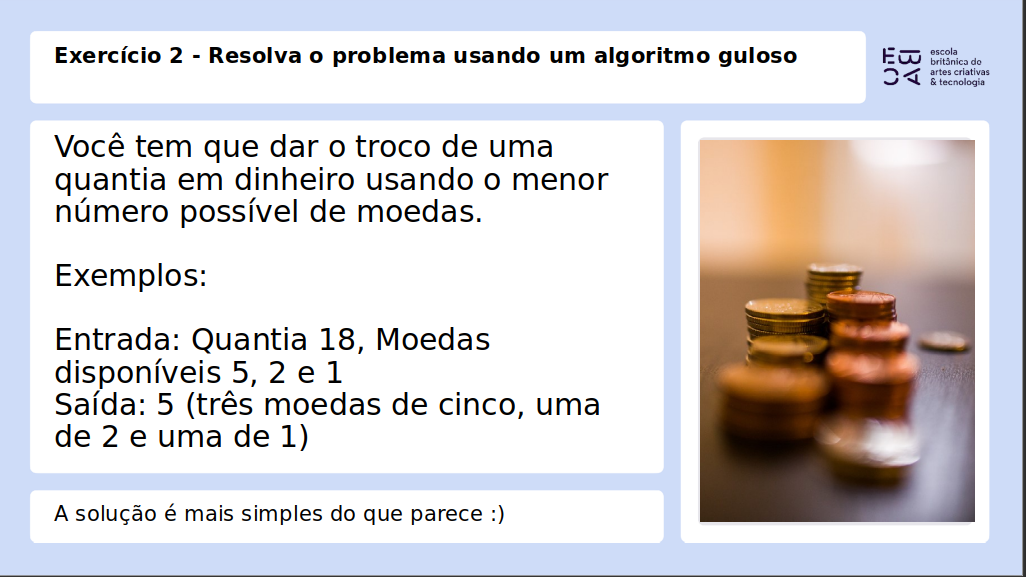 Exercício 2 - Resolva o problema usando um algoritmo guloso
EBAC
escola
britânica de
artes criativas
& tecnologia
Você tem que dar o troco de uma
quantia em dinheiro usando o menor
número possível de moedas.
Exemplos:
Entrada: Quantia 18, Moedas
disponíveis 5, 2 e 1
Saída: 5 (três moedas de cinco, uma
de 2 e uma de 1)
A solução é mais simples do que parece :)